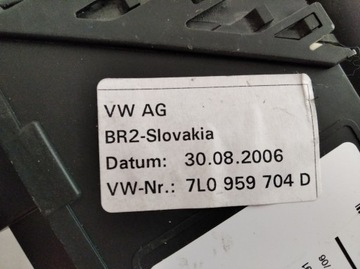 VW AG
BR2-Slovakia
Datum: 30.08.2006
VW-Nr.: 7L0 959 704 D